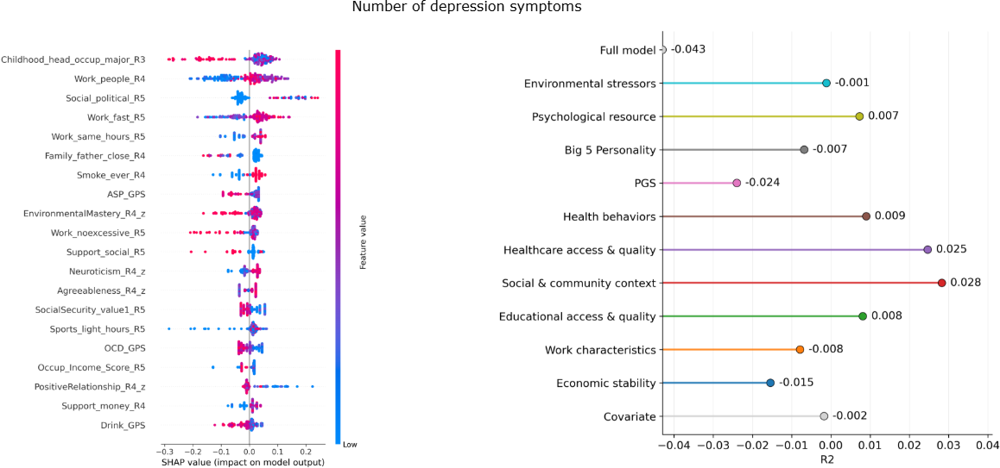 Number of depression symptoms
Childhood_head_occup_major_R3
Work_people_R4
Social_political_R5
Work_fast_R5
Work_same_hours_R5
Family_father_close_R4
Smoke_ever_R4
ASP_GPS
EnvironmentalMastery_R4_z
Work_noexcessive_R5
Support_social_R5
Neuroticism_R4_z
Agreeableness_R4_z
SocialSecurity_value1_R5
Sports_light_hours_R5
OCD_GPS
Occup_Income_Score_R5
PositiveRelationship_R4_z
Support_money_R4
Drink_GPS
−0.3 −0.2 −0.1 0.0 0.1 0.2
SHAP value (impact on model output)
Low
Feature value
Full model -0.043
Environmental stressors -0.001
Psychological resource 0.007
Big 5 Personality -0.007
PGS -0.024
Health behaviors 0.009
Healthcare access & quality 0.025
Social & community context 0.028
Educational access & quality 0.008
Work characteristics -0.008
Economic stability -0.015
Covariate -0.002
−0.04 −0.03 −0.02 −0.01 0.00 0.01 0.02 0.03 0.04
R2